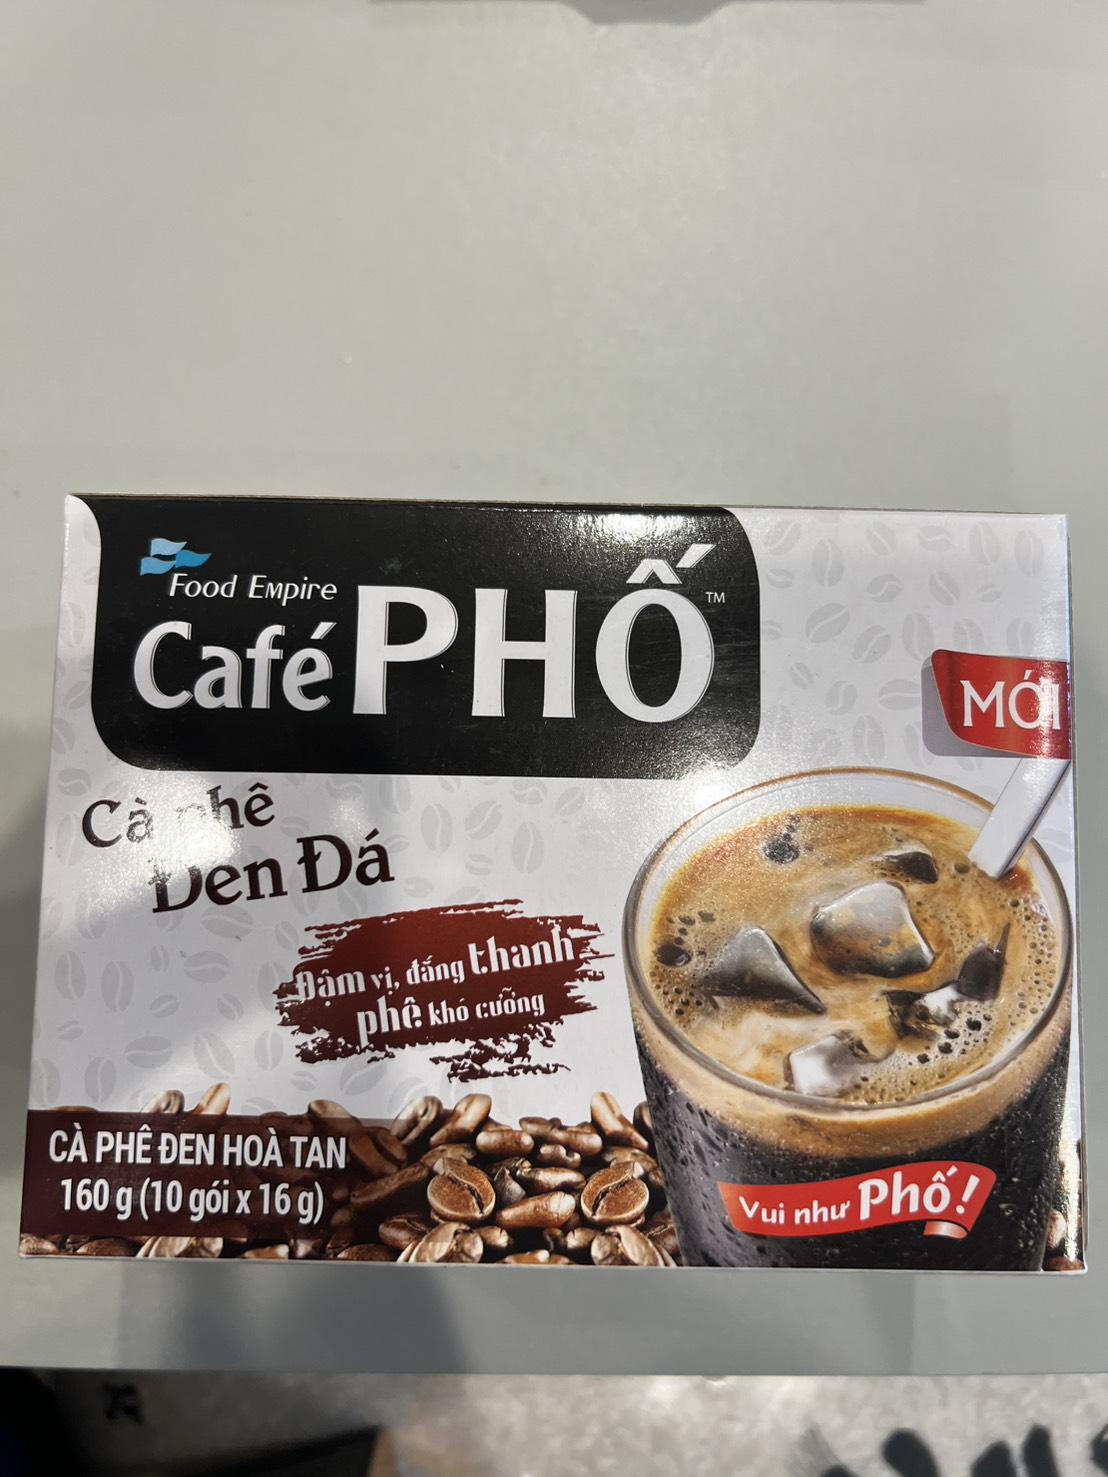 Food Empire
Café PHỐ™
MỚI
Cà phê
Đen Đá
Đậm vị, đắng thanh
phê khó cưỡng
CÀ PHÊ ĐEN HOÀ TAN
160 g (10 gói x 16 g)
Vui như Phố!